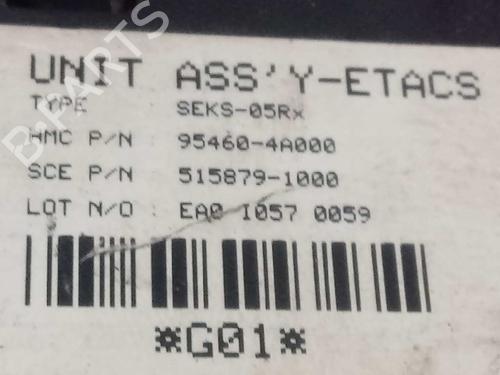 UNIT ASS'Y-ETACS
TYPE : SEKS-05Rx
HMC P/N : 95460-4A000
SCE P/N : 515879-1000
LOT N/O : EA0 I057 0059
*G01*
B-PARTS